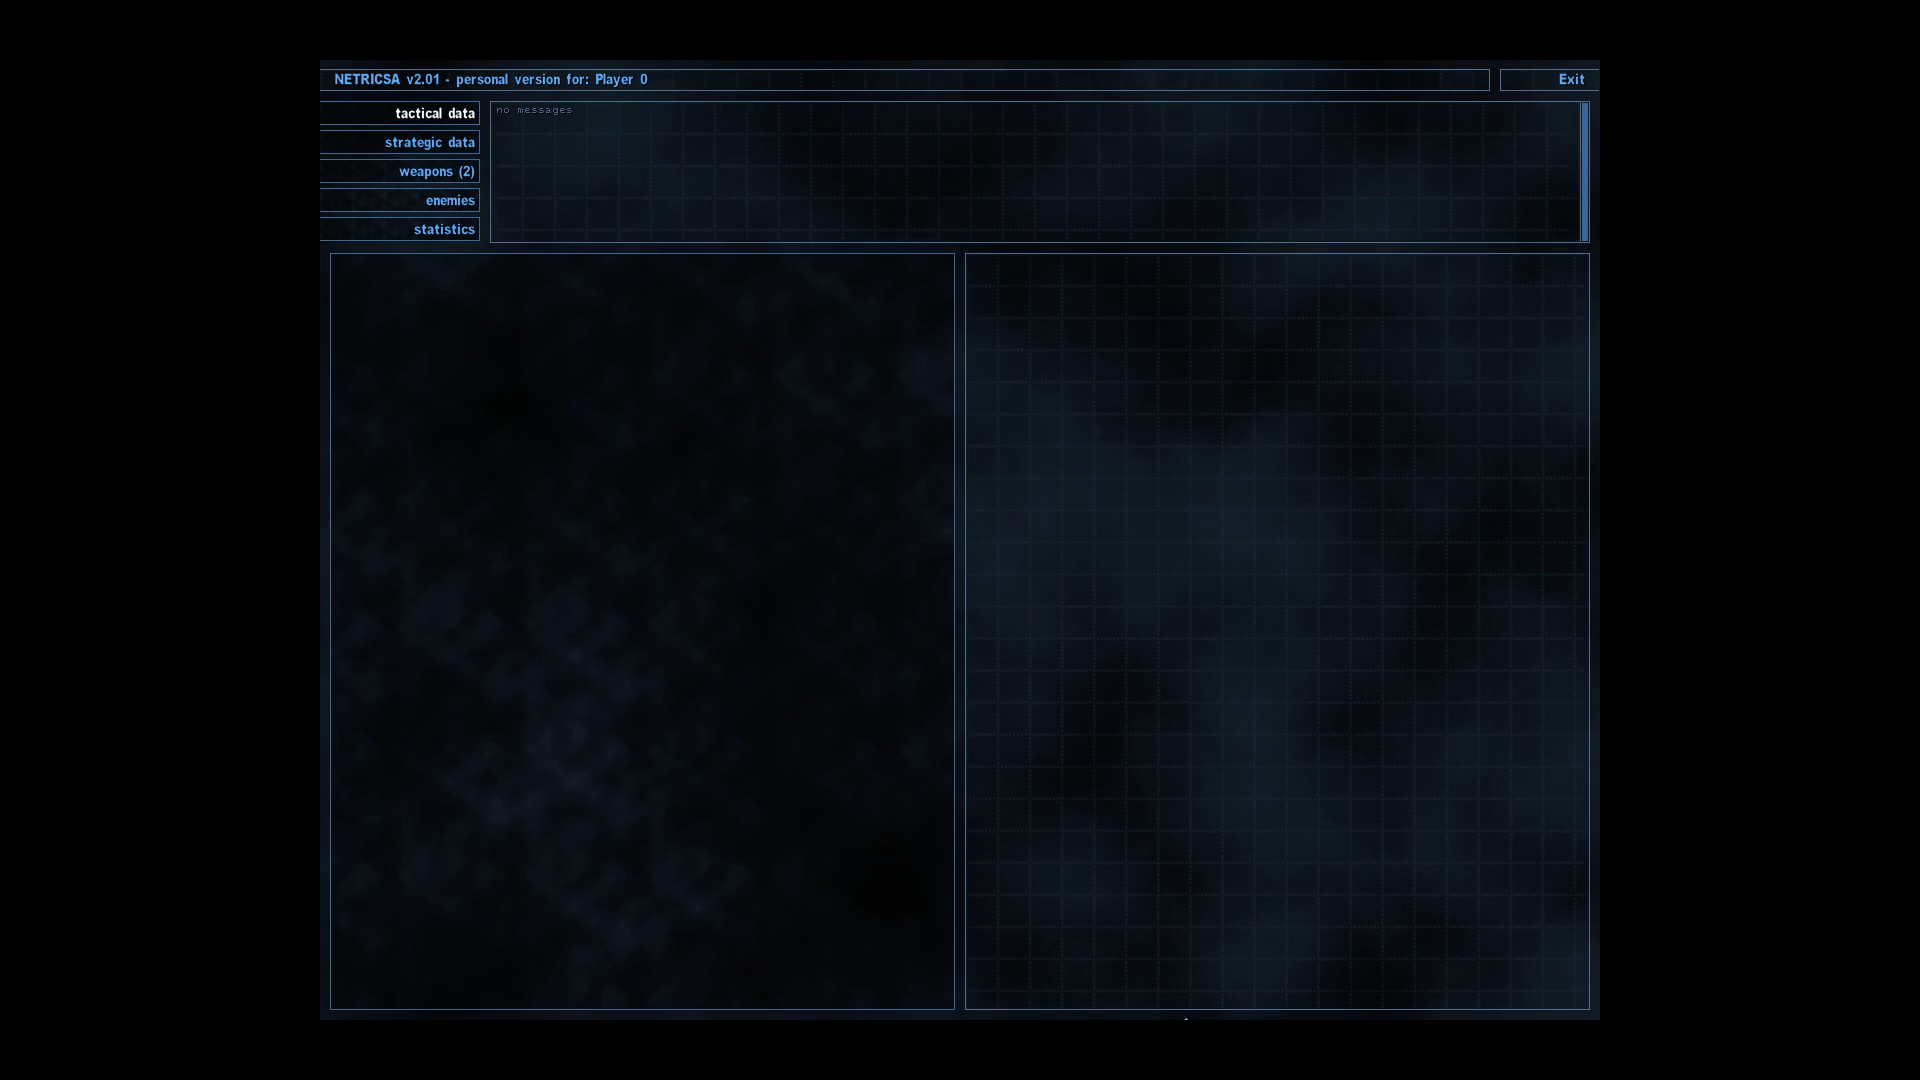 NETRICSA v2.01 - personal version for: Player 0
Exit
tactical data
no messages
strategic data
weapons (2)
enemies
statistics